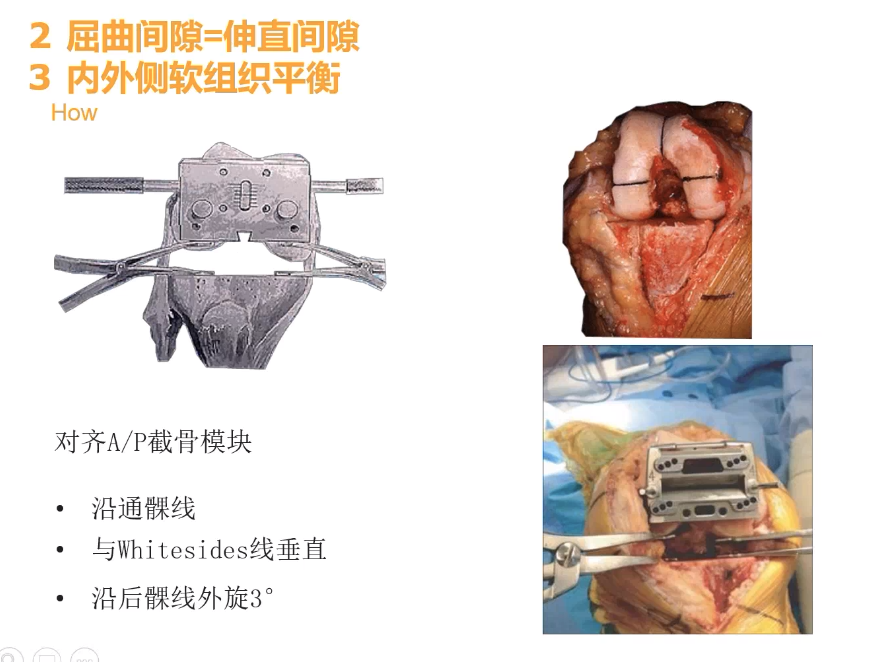 2 屈曲间隙=伸直间隙
3 内外侧软组织平衡
How
对齐A/P截骨模块
• 沿通髁线
• 与Whitesides线垂直
• 沿后髁线外旋3°